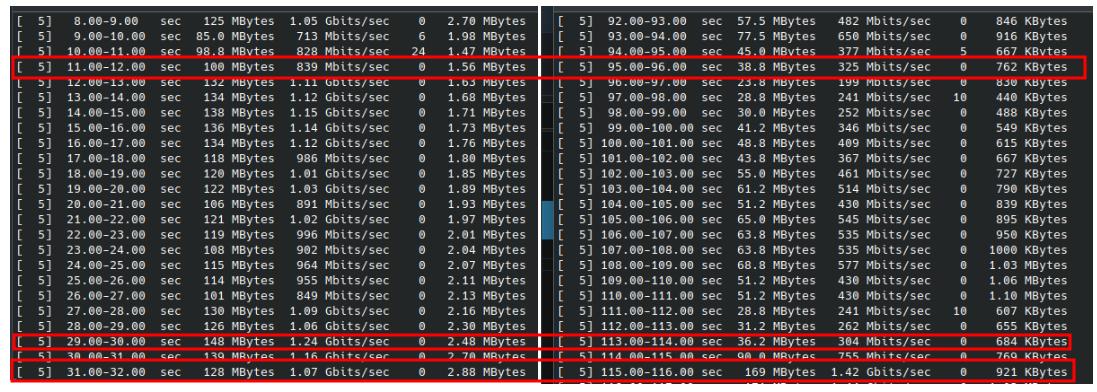 [  5]   8.00-9.00   sec   125 MBytes  1.05 Gbits/sec    0   2.70 MBytes
[  5]   9.00-10.00  sec  85.0 MBytes   713 Mbits/sec    6   1.98 MBytes
[  5]  10.00-11.00  sec  98.8 MBytes   828 Mbits/sec   24   1.47 MBytes
[  5]  11.00-12.00  sec   100 MBytes   839 Mbits/sec    0   1.56 MBytes
[  5]  12.00-13.00  sec   132 MBytes  1.11 Gbits/sec    0   1.63 MBytes
[  5]  13.00-14.00  sec   134 MBytes  1.12 Gbits/sec    0   1.68 MBytes
[  5]  14.00-15.00  sec   138 MBytes  1.15 Gbits/sec    0   1.71 MBytes
[  5]  15.00-16.00  sec   136 MBytes  1.14 Gbits/sec    0   1.73 MBytes
[  5]  16.00-17.00  sec   134 MBytes  1.12 Gbits/sec    0   1.76 MBytes
[  5]  17.00-18.00  sec   118 MBytes   986 Mbits/sec    0   1.80 MBytes
[  5]  18.00-19.00  sec   120 MBytes  1.01 Gbits/sec    0   1.85 MBytes
[  5]  19.00-20.00  sec   122 MBytes  1.03 Gbits/sec    0   1.89 MBytes
[  5]  20.00-21.00  sec   106 MBytes   891 Mbits/sec    0   1.93 MBytes
[  5]  21.00-22.00  sec   121 MBytes  1.02 Gbits/sec    0   1.97 MBytes
[  5]  22.00-23.00  sec   119 MBytes   996 Mbits/sec    0   2.01 MBytes
[  5]  23.00-24.00  sec   108 MBytes   902 Mbits/sec    0   2.04 MBytes
[  5]  24.00-25.00  sec   115 MBytes   964 Mbits/sec    0   2.07 MBytes
[  5]  25.00-26.00  sec   114 MBytes   955 Mbits/sec    0   2.11 MBytes
[  5]  26.00-27.00  sec   101 MBytes   849 Mbits/sec    0   2.13 MBytes
[  5]  27.00-28.00  sec   130 MBytes  1.09 Gbits/sec    0   2.16 MBytes
[  5]  28.00-29.00  sec   126 MBytes  1.06 Gbits/sec    0   2.30 MBytes
[  5]  29.00-30.00  sec   148 MBytes  1.24 Gbits/sec    0   2.48 MBytes
[  5]  30.00-31.00  sec   139 MBytes  1.16 Gbits/sec    0   2.70 MBytes
[  5]  31.00-32.00  sec   128 MBytes  1.07 Gbits/sec    0   2.88 MBytes
[  5]  92.00-93.00  sec  57.5 MBytes   482 Mbits/sec    0    846 KBytes
[  5]  93.00-94.00  sec  77.5 MBytes   650 Mbits/sec    0    916 KBytes
[  5]  94.00-95.00  sec  45.0 MBytes   377 Mbits/sec    5    667 KBytes
[  5]  95.00-96.00  sec  38.8 MBytes   325 Mbits/sec    0    762 KBytes
[  5]  96.00-97.00  sec  23.8 MBytes   199 Mbits/sec    0    830 KBytes
[  5]  97.00-98.00  sec  28.8 MBytes   241 Mbits/sec   10    440 KBytes
[  5]  98.00-99.00  sec  30.0 MBytes   252 Mbits/sec    0    488 KBytes
[  5]  99.00-100.00 sec  41.2 MBytes   346 Mbits/sec    0    549 KBytes
[  5] 100.00-101.00 sec  48.8 MBytes   409 Mbits/sec    0    615 KBytes
[  5] 101.00-102.00 sec  43.8 MBytes   367 Mbits/sec    0    667 KBytes
[  5] 102.00-103.00 sec  55.0 MBytes   461 Mbits/sec    0    727 KBytes
[  5] 103.00-104.00 sec  61.2 MBytes   514 Mbits/sec    0    790 KBytes
[  5] 104.00-105.00 sec  51.2 MBytes   430 Mbits/sec    0    839 KBytes
[  5] 105.00-106.00 sec  65.0 MBytes   545 Mbits/sec    0    895 KBytes
[  5] 106.00-107.00 sec  63.8 MBytes   535 Mbits/sec    0    950 KBytes
[  5] 107.00-108.00 sec  63.8 MBytes   535 Mbits/sec    0   1000 KBytes
[  5] 108.00-109.00 sec  68.8 MBytes   577 Mbits/sec    0   1.03 MBytes
[  5] 109.00-110.00 sec  51.2 MBytes   430 Mbits/sec    0   1.06 MBytes
[  5] 110.00-111.00 sec  51.2 MBytes   430 Mbits/sec    0   1.10 MBytes
[  5] 111.00-112.00 sec  28.8 MBytes   241 Mbits/sec   10    607 KBytes
[  5] 112.00-113.00 sec  31.2 MBytes   262 Mbits/sec    0    655 KBytes
[  5] 113.00-114.00 sec  36.2 MBytes   304 Mbits/sec    0    684 KBytes
[  5] 114.00-115.00 sec  90.0 MBytes   755 Mbits/sec    0    769 KBytes
[  5] 115.00-116.00 sec   169 MBytes  1.42 Gbits/sec    0    921 KBytes